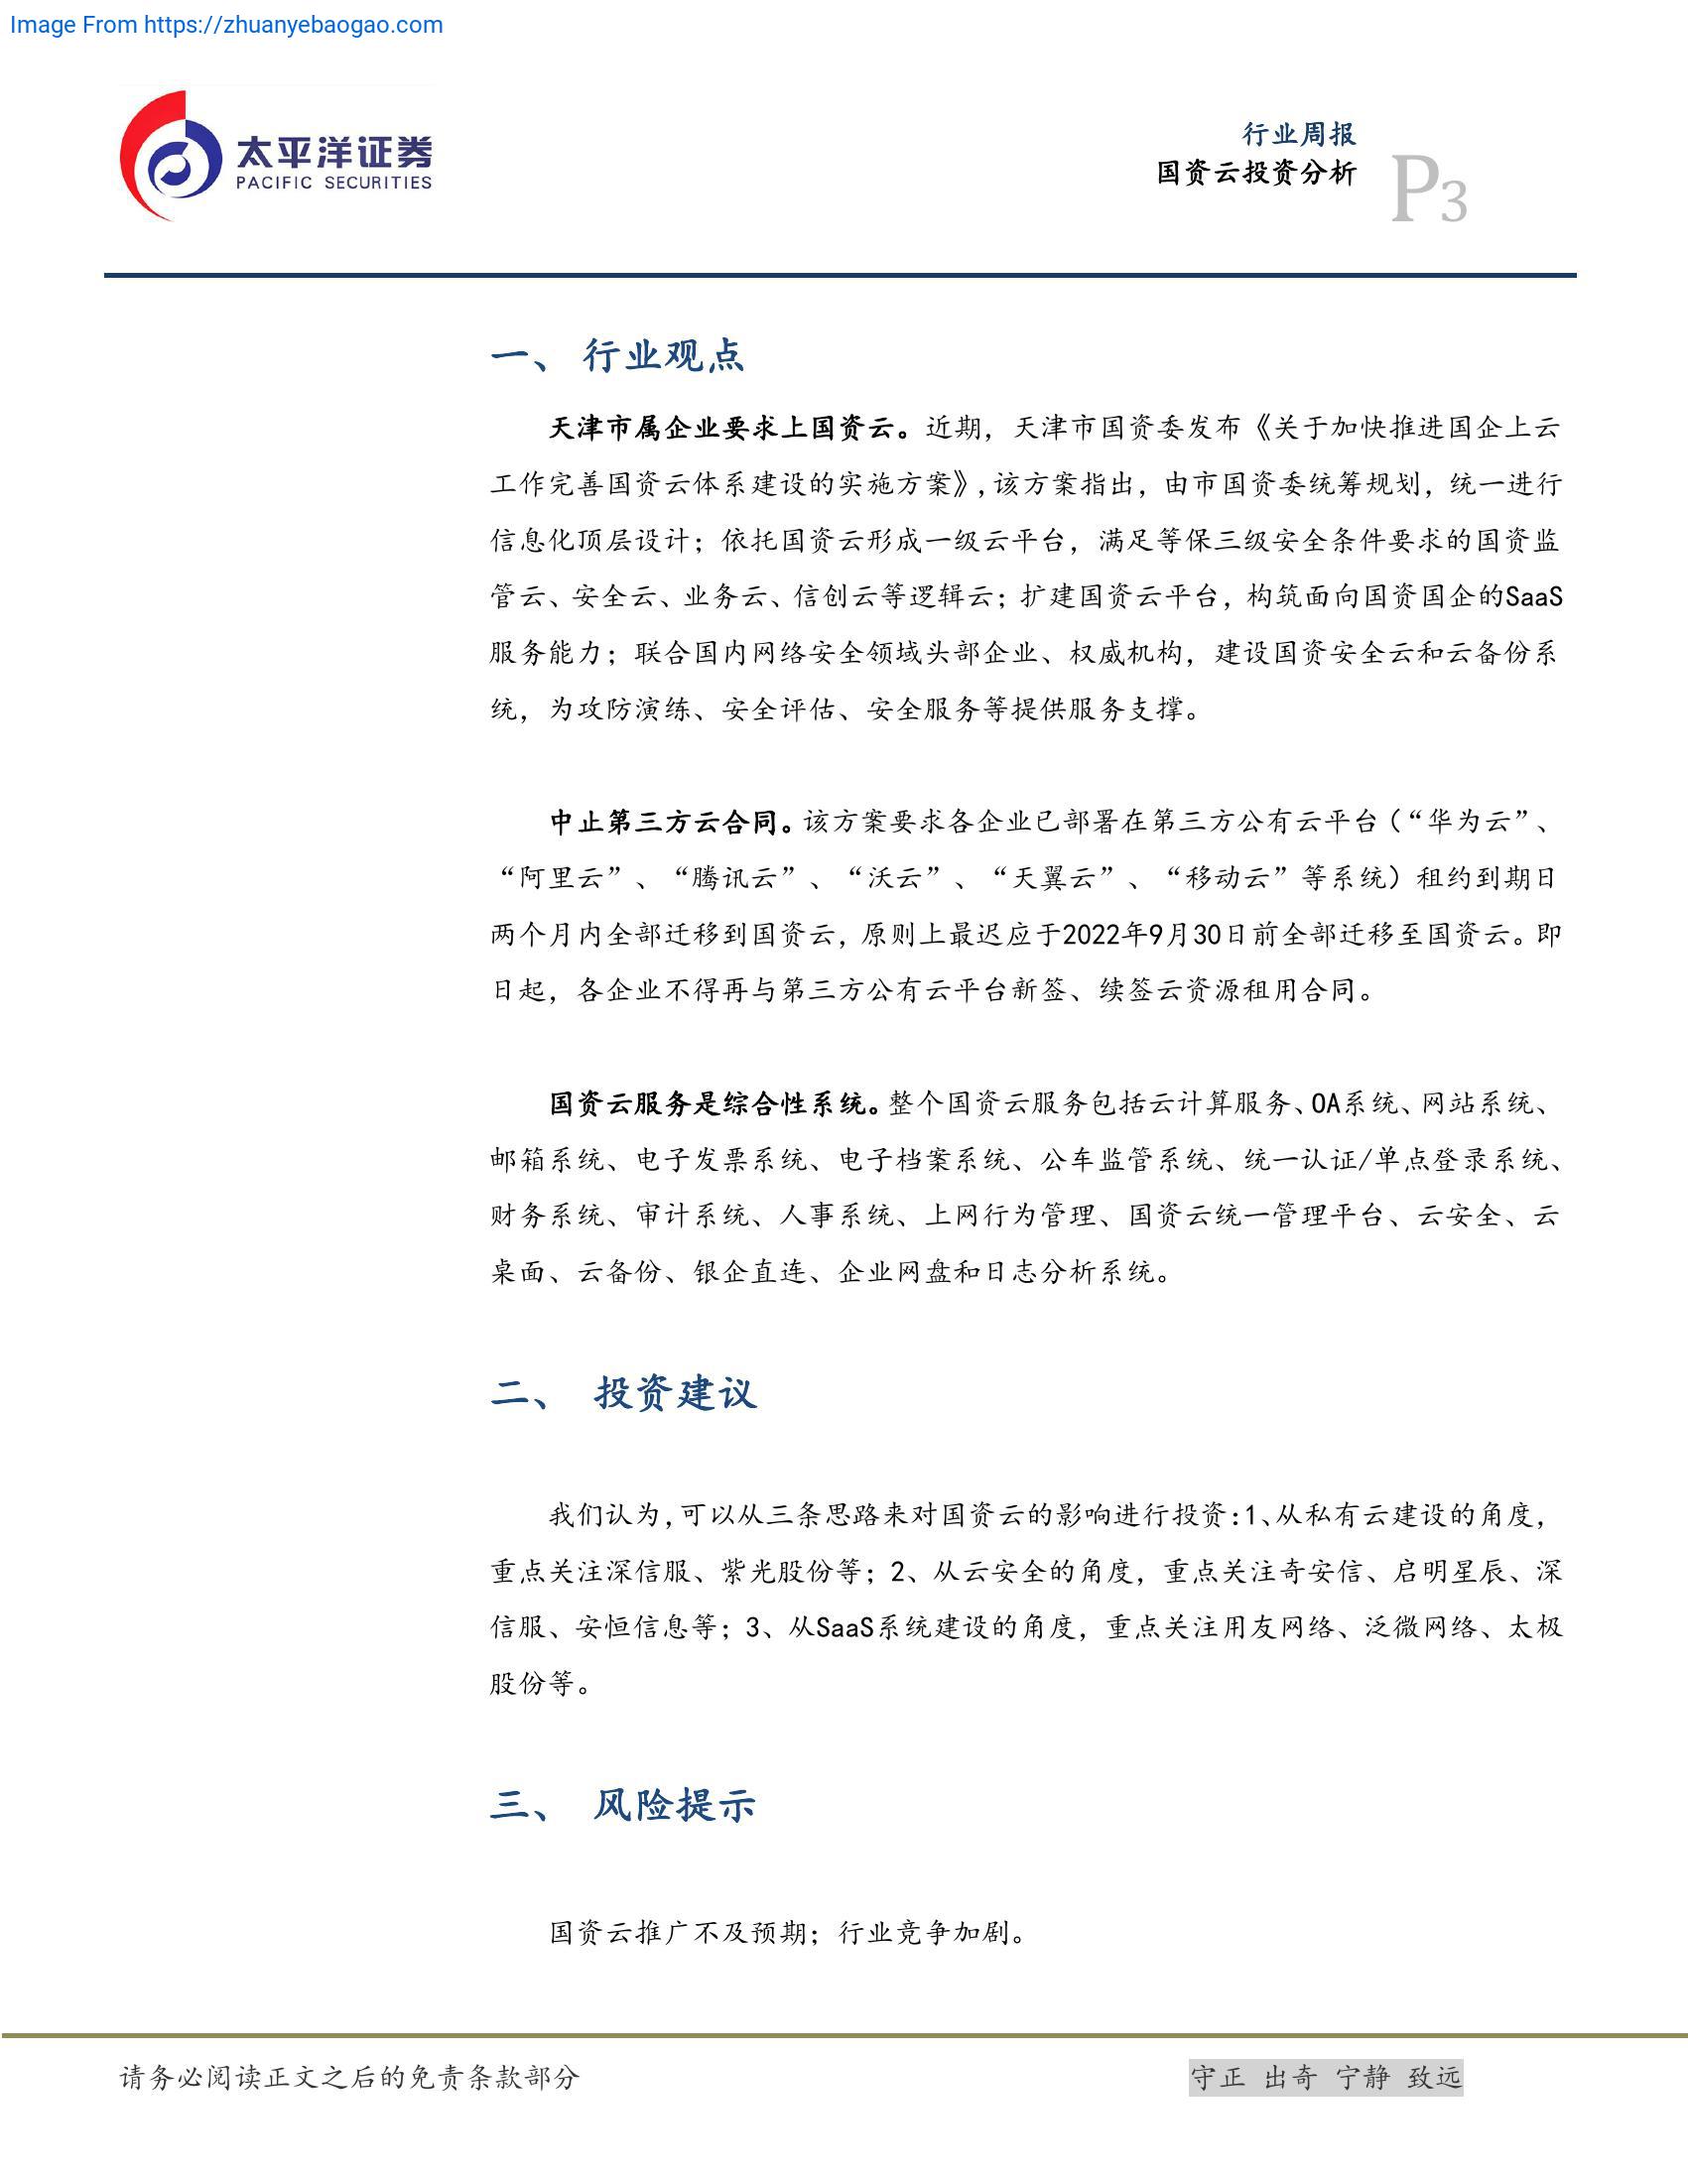 Image From https://zhuanyebaogao.com
太平洋证券
PACIFIC SECURITIES
行业周报
国资云投资分析
P3
一、 行业观点
天津市属企业要求上国资云。近期，天津市国资委发布《关于加快推进国企上云
工作完善国资云体系建设的实施方案》，该方案指出，由市国资委统筹规划，统一进行
信息化顶层设计；依托国资云形成一级云平台，满足等保三级安全条件要求的国资监
管云、安全云、业务云、信创云等逻辑云；扩建国资云平台，构筑面向国资国企的SaaS
服务能力；联合国内网络安全领域头部企业、权威机构，建设国资安全云和云备份系
统，为攻防演练、安全评估、安全服务等提供服务支撑。
中止第三方云合同。该方案要求各企业已部署在第三方公有云平台（“华为云”、
“阿里云”、“腾讯云”、“沃云”、“天翼云”、“移动云”等系统）租约到期日
两个月内全部迁移到国资云，原则上最迟应于2022年9月30日前全部迁移至国资云。即
日起，各企业不得再与第三方公有云平台新签、续签云资源租用合同。
国资云服务是综合性系统。整个国资云服务包括云计算服务、OA系统、网站系统、
邮箱系统、电子发票系统、电子档案系统、公车监管系统、统一认证/单点登录系统、
财务系统、审计系统、人事系统、上网行为管理、国资云统一管理平台、云安全、云
桌面、云备份、银企直连、企业网盘和日志分析系统。
二、 投资建议
我们认为，可以从三条思路来对国资云的影响进行投资：1、从私有云建设的角度，
重点关注深信服、紫光股份等；2、从云安全的角度，重点关注奇安信、启明星辰、深
信服、安恒信息等；3、从SaaS系统建设的角度，重点关注用友网络、泛微网络、太极
股份等。
三、 风险提示
国资云推广不及预期；行业竞争加剧。
请务必阅读正文之后的免责条款部分
守正 出奇 宁静 致远